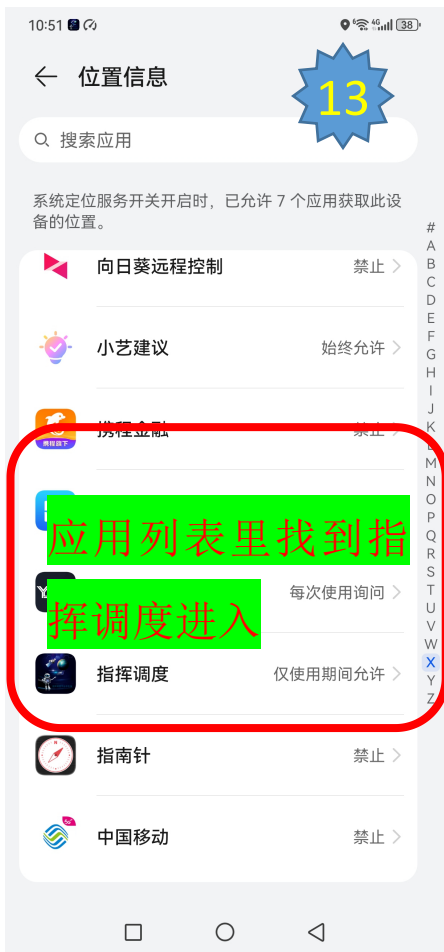 10:51
4G
38
位置信息
13
搜索应用
系统定位服务开关开启时，已允许 7 个应用获取此设
备的位置。
#
A
B
C
D
E
F
G
H
I
J
K
L
M
N
O
P
Q
R
S
T
U
V
W
X
Y
Z
向日葵远程控制 禁止
小艺建议 始终允许
携程金融 禁止
应用列表里找到指
每次使用询问
挥调度进入
指挥调度 仅使用期间允许
指南针 禁止
中国移动 禁止